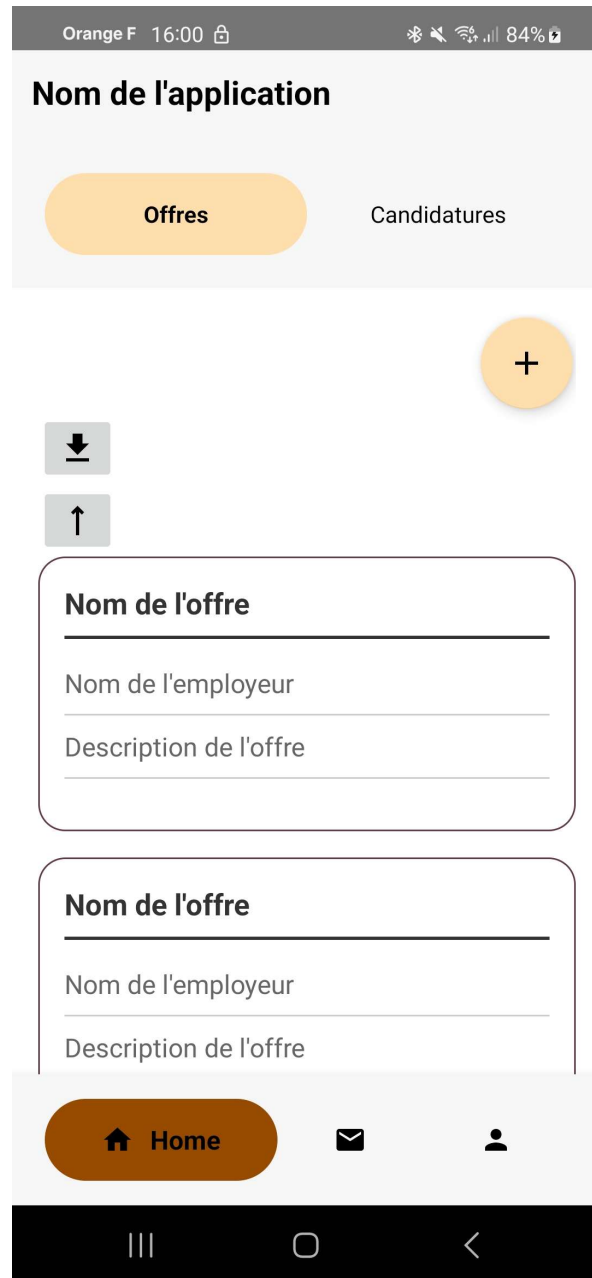 Orange F 16:00 84%
Nom de l'application
Offres Candidatures
+
Nom de l'offre
Nom de l'employeur
Description de l'offre
Nom de l'offre
Nom de l'employeur
Description de l'offre
Home